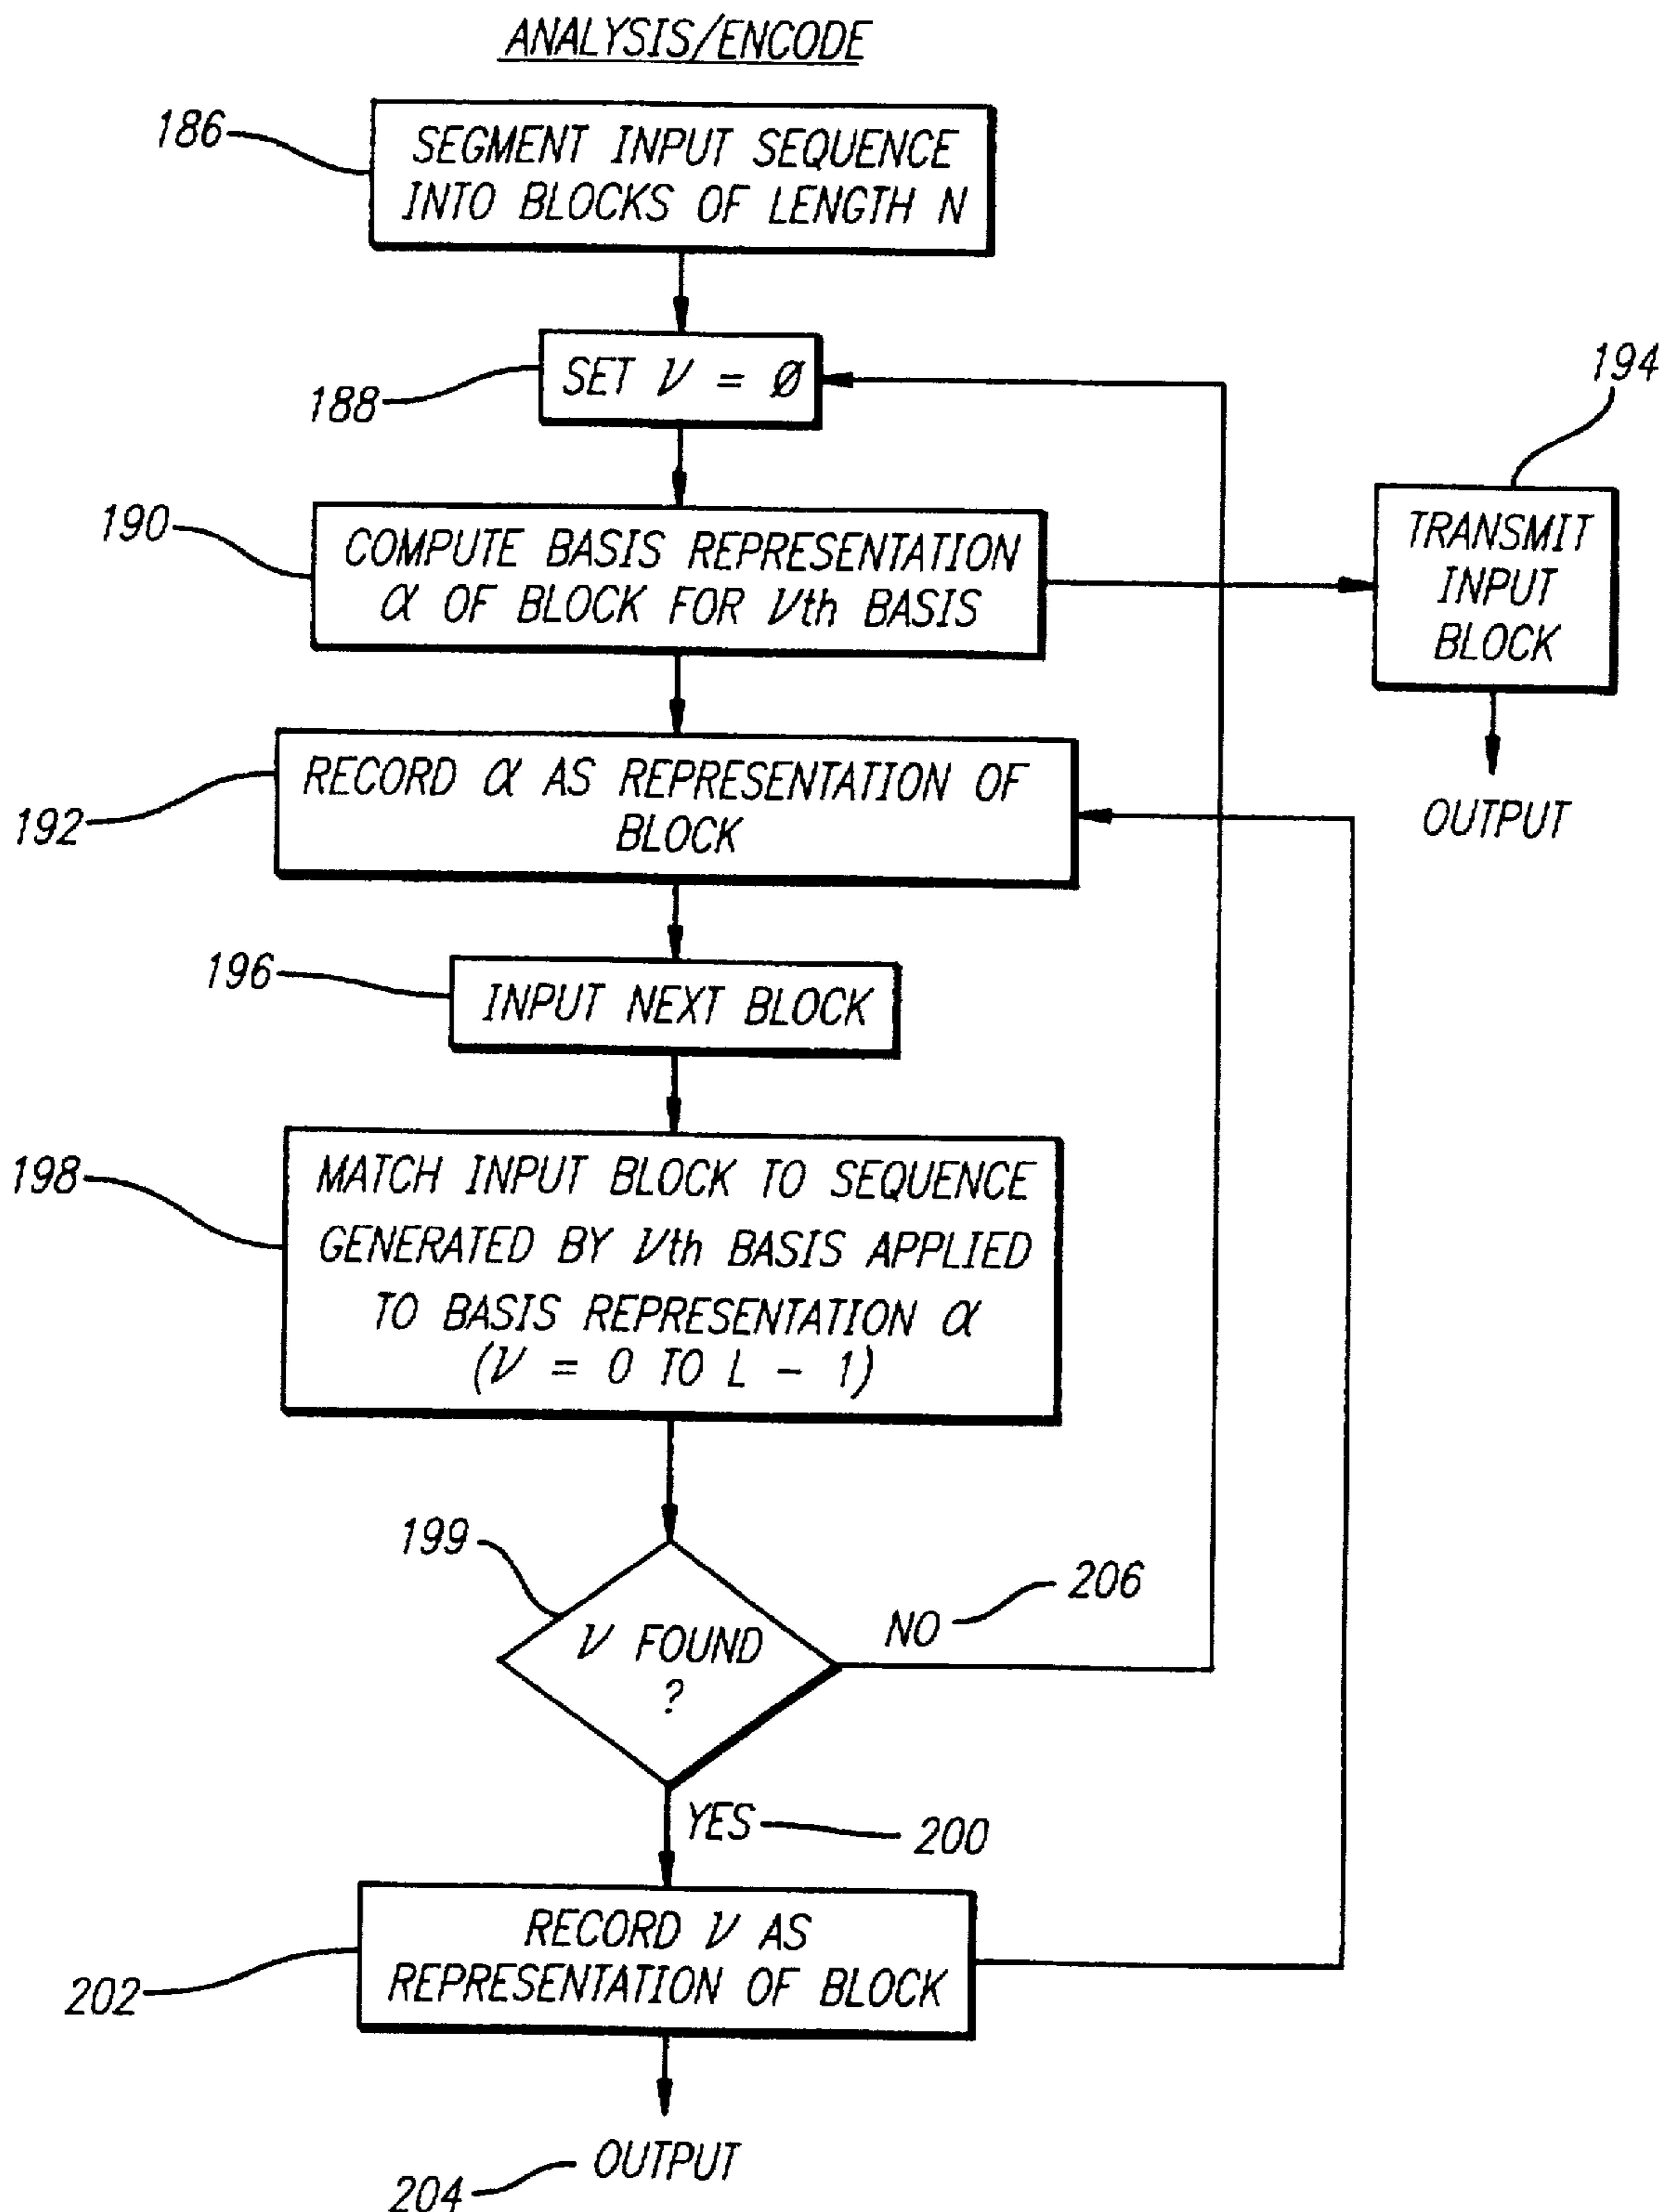 ANALYSIS/ENCODE
186
SEGMENT INPUT SEQUENCE
INTO BLOCKS OF LENGTH N
188
SET ν = Ø
190
COMPUTE BASIS REPRESENTATION
α OF BLOCK FOR νth BASIS
194
TRANSMIT
INPUT
BLOCK
OUTPUT
192
RECORD α AS REPRESENTATION OF
BLOCK
196
INPUT NEXT BLOCK
198
MATCH INPUT BLOCK TO SEQUENCE
GENERATED BY νth BASIS APPLIED
TO BASIS REPRESENTATION α
(ν = 0 TO L - 1)
199
ν FOUND
?
NO
206
YES
200
202
RECORD ν AS
REPRESENTATION OF BLOCK
OUTPUT
204